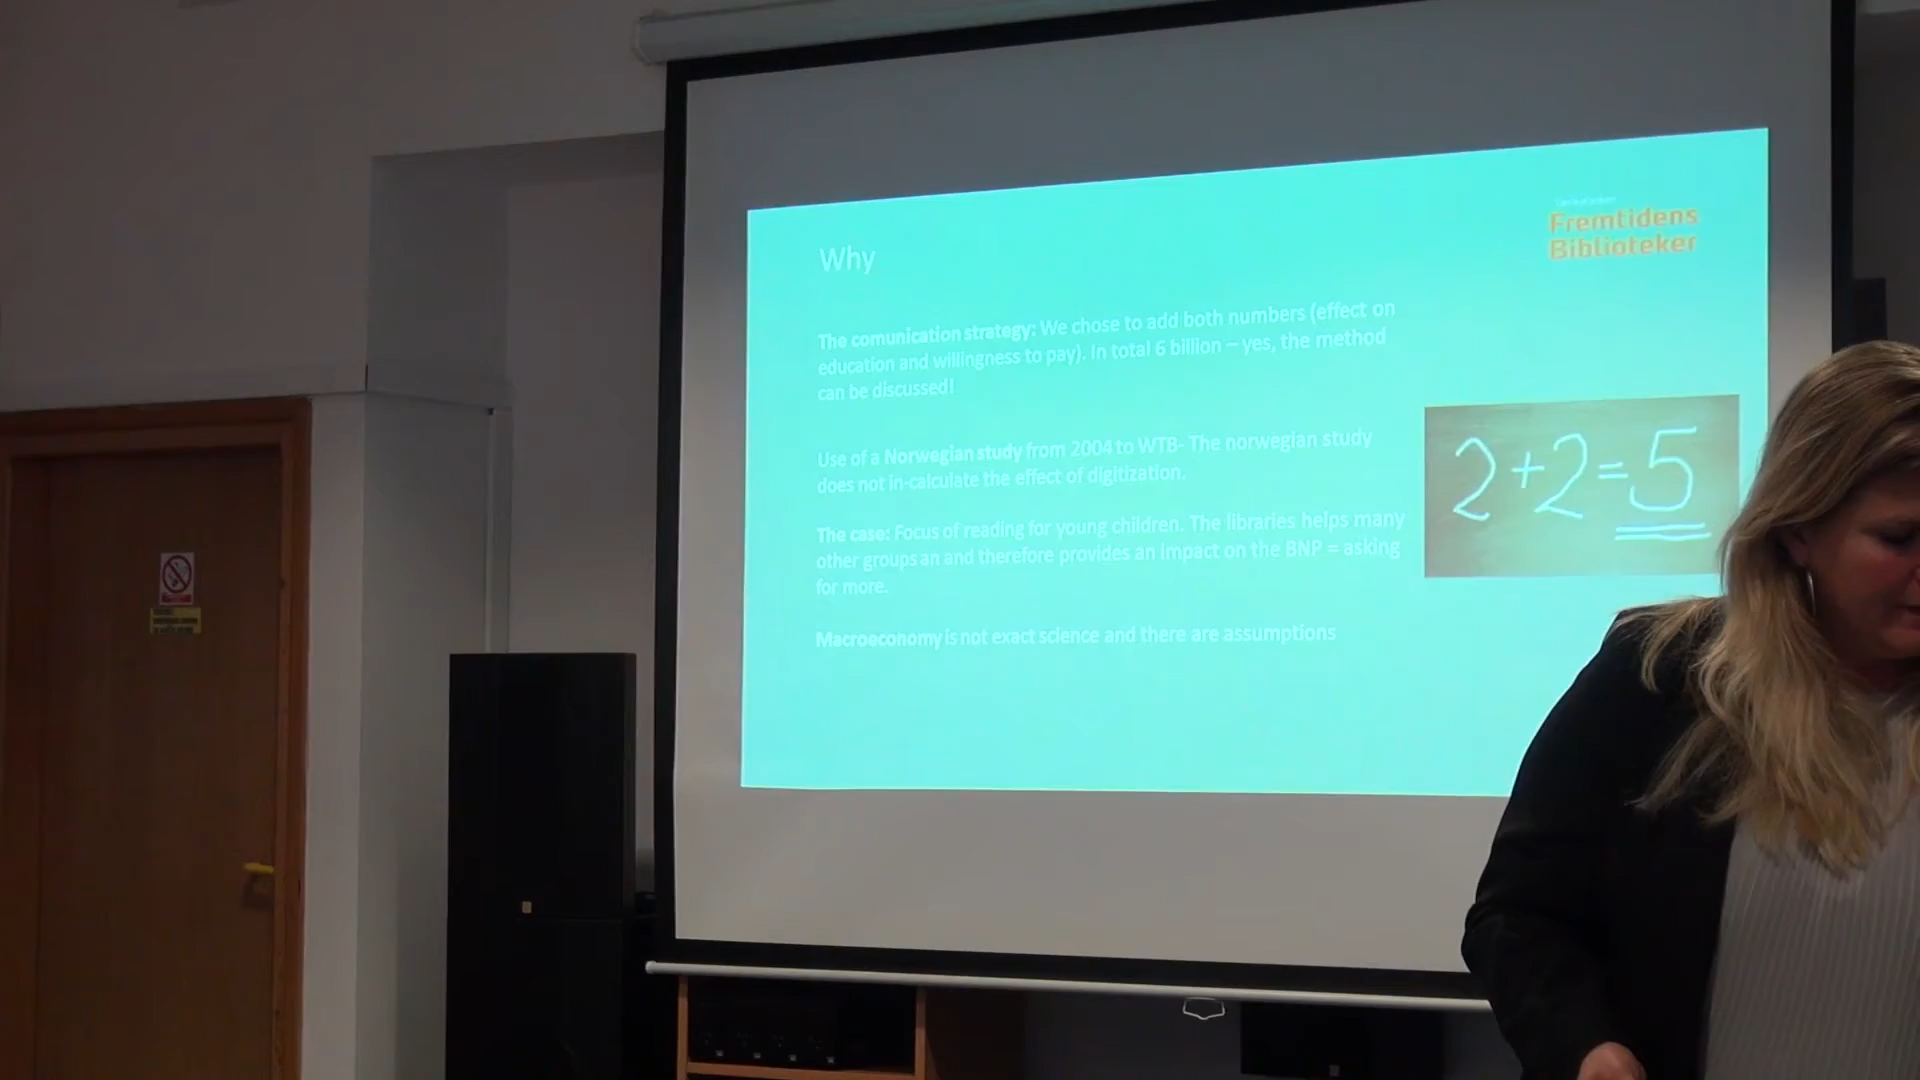 Fremtidens
Biblioteker
Why
The comunication strategy: We chose to add both numbers (effect on
education and willingness to pay). In total 6 billion – yes, the method
can be discussed!
Use of a Norwegian study from 2004 to WTB- The norwegian study
does not in-calculate the effect of digitization.
The case: Focus of reading for young children. The libraries helps many
other groups an and therefore provides an impact on the BNP = asking
for more.
Macroeconomy is not exact science and there are assumptions
2+2=5